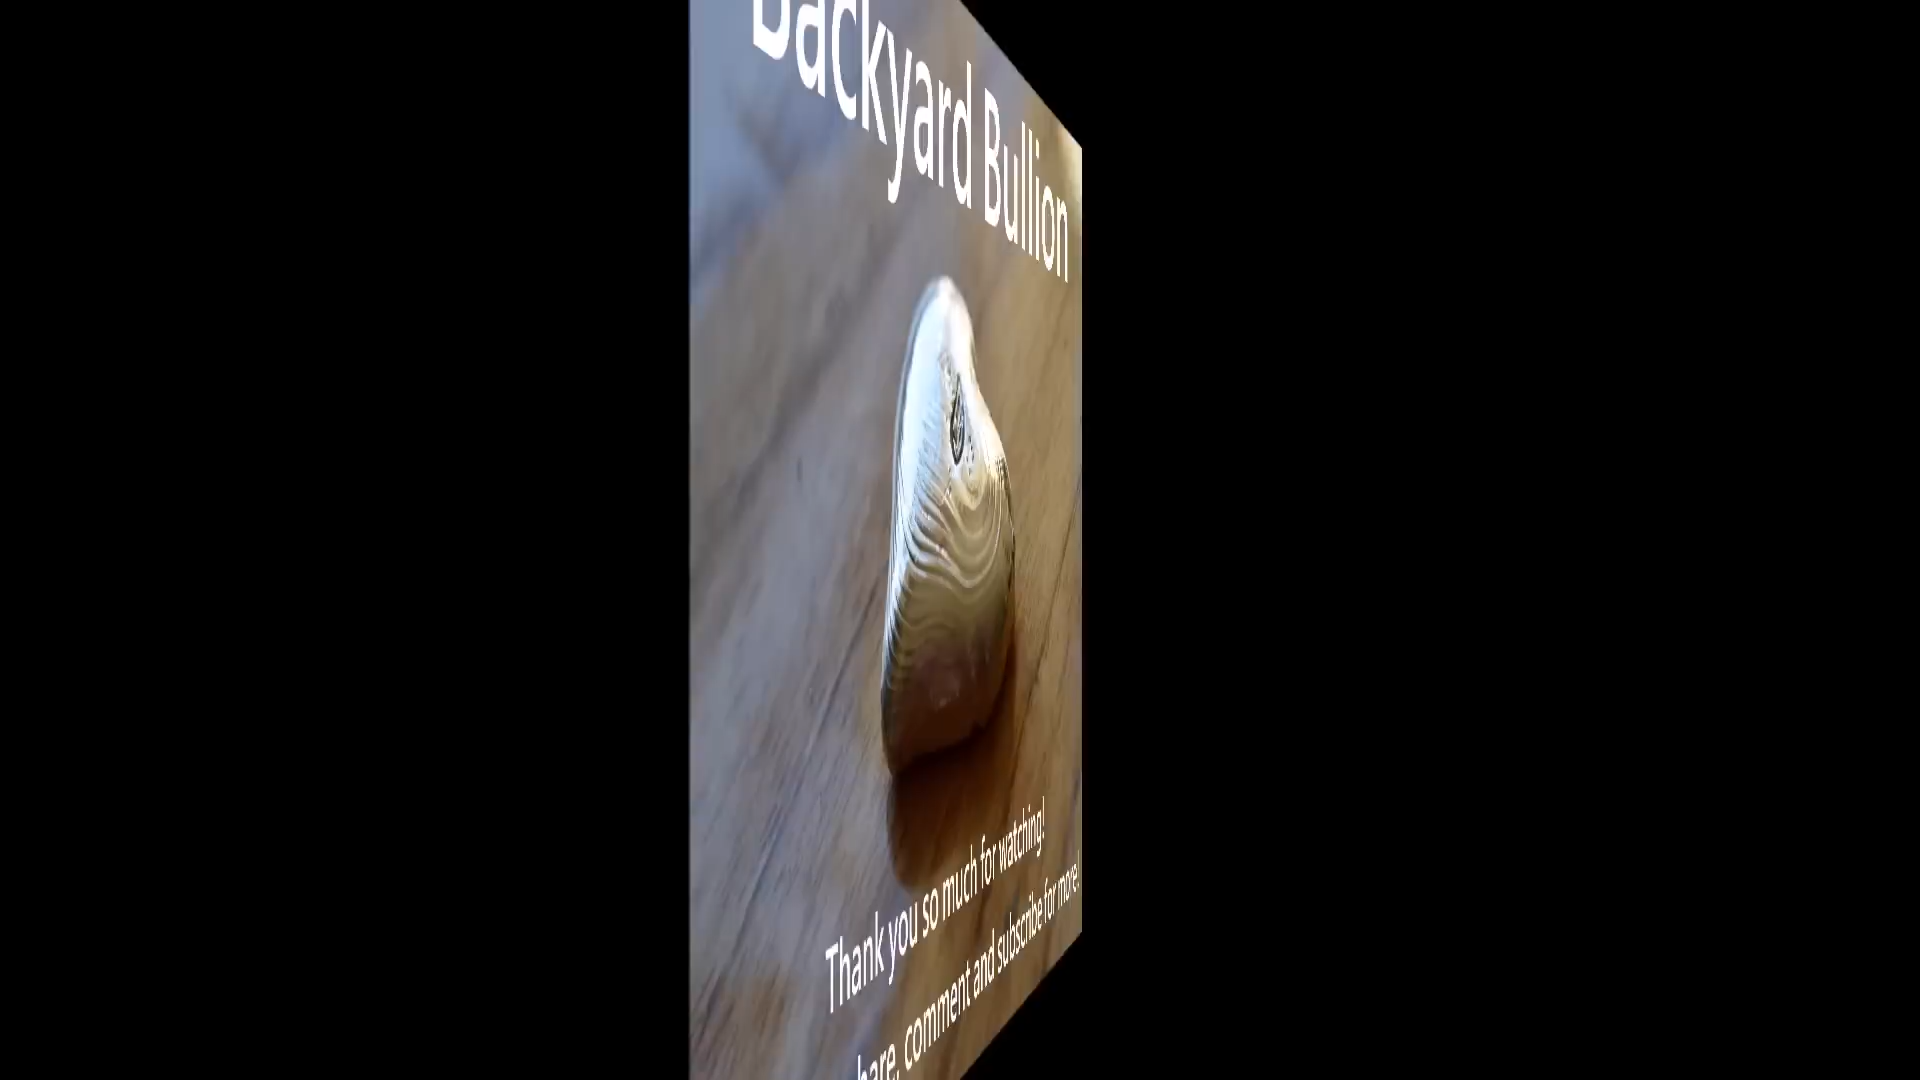 Backyard Bullion
Thank you so much for watching!
comment and subscribe for more!